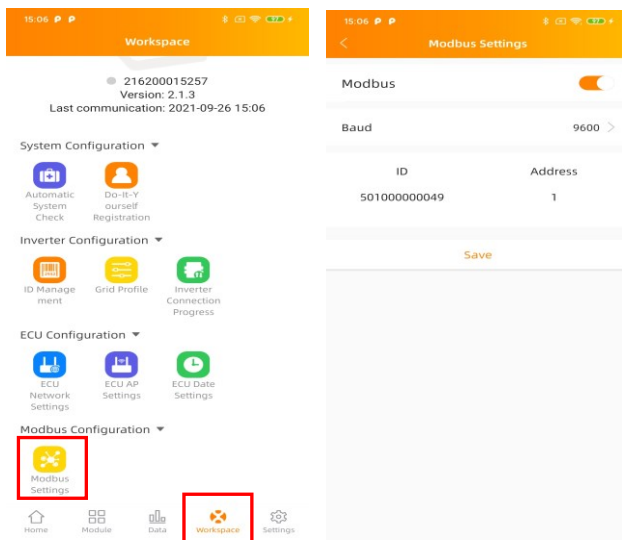 15:06
97
Workspace
216200015257
Version: 2.1.3
Last communication: 2021-09-26 15:06
System Configuration
Automatic
System
Check
Do-It-Y
ourself
Registration
Inverter Configuration
ID Manage
ment
Grid Profile
Inverter
Connection
Progress
ECU Configuration
ECU
Network
Settings
ECU AP
Settings
ECU Date
Settings
Modbus Configuration
Modbus
Settings
Home
Module
Data
Workspace
Settings
15:06
97
Modbus Settings
Modbus
Baud 9600
ID Address
501000000049 1
Save